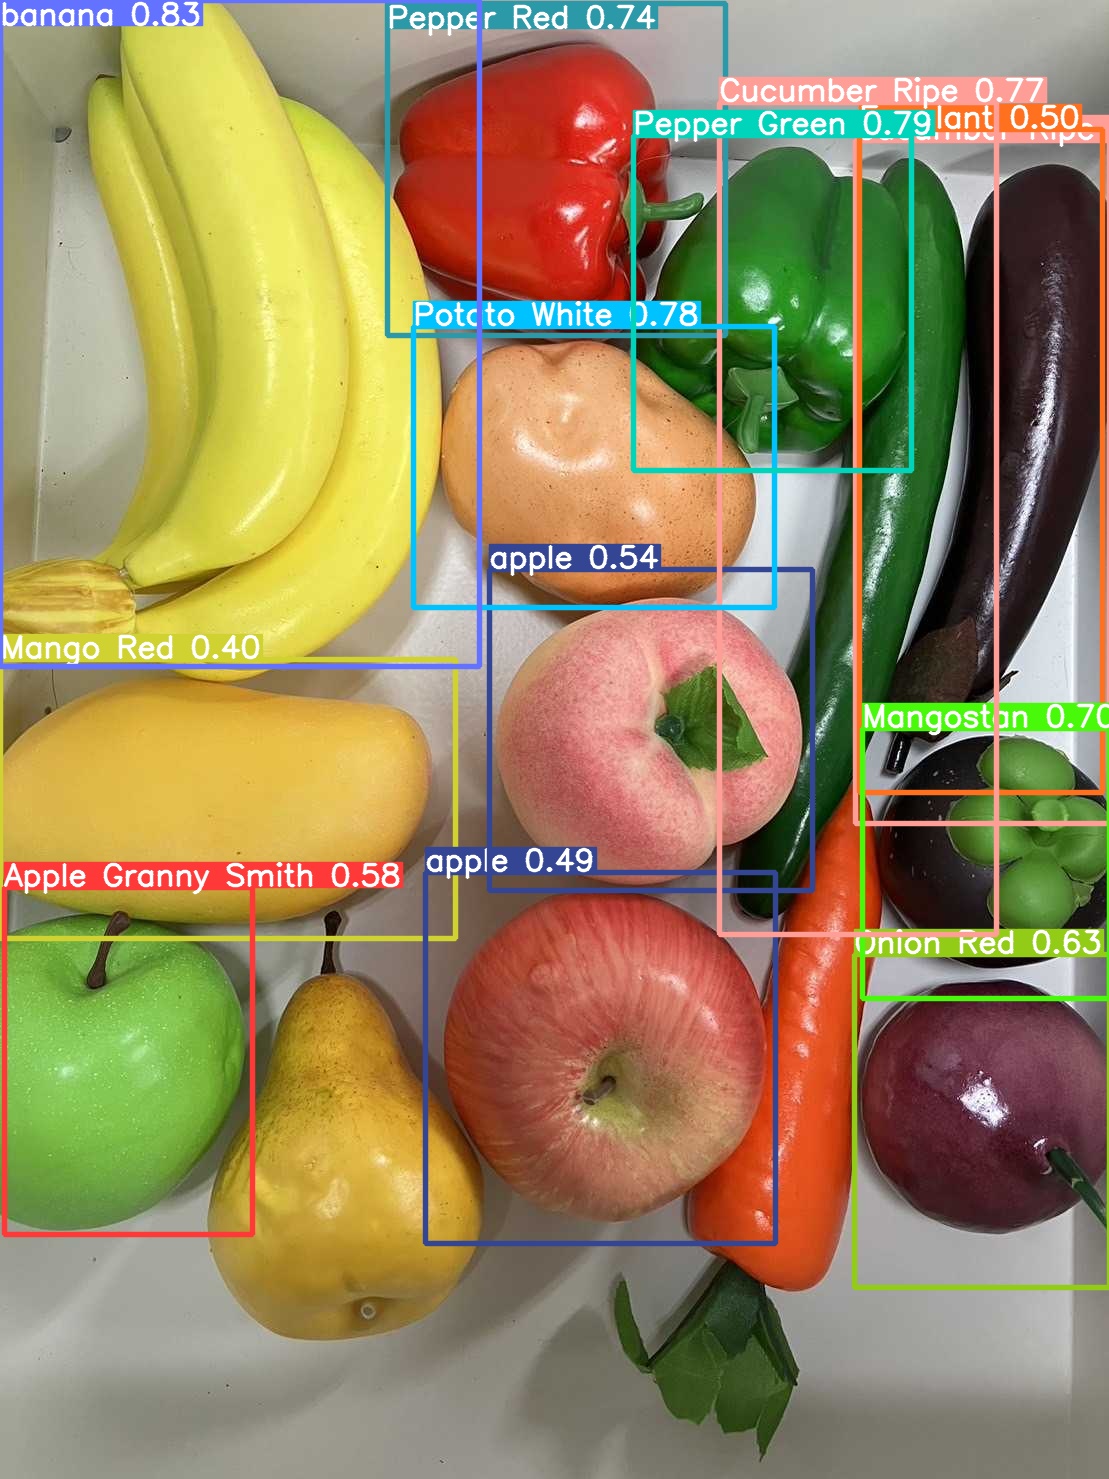 banana 0.83
Pepper Red 0.74
Cucumber Ripe 0.77
lant 0.50
Pepper Green 0.79
Ripe
Potato White 0.78
apple 0.54
Mango Red 0.40
Mangostan 0.70
apple 0.49
Apple Granny Smith 0.58
Onion Red 0.63